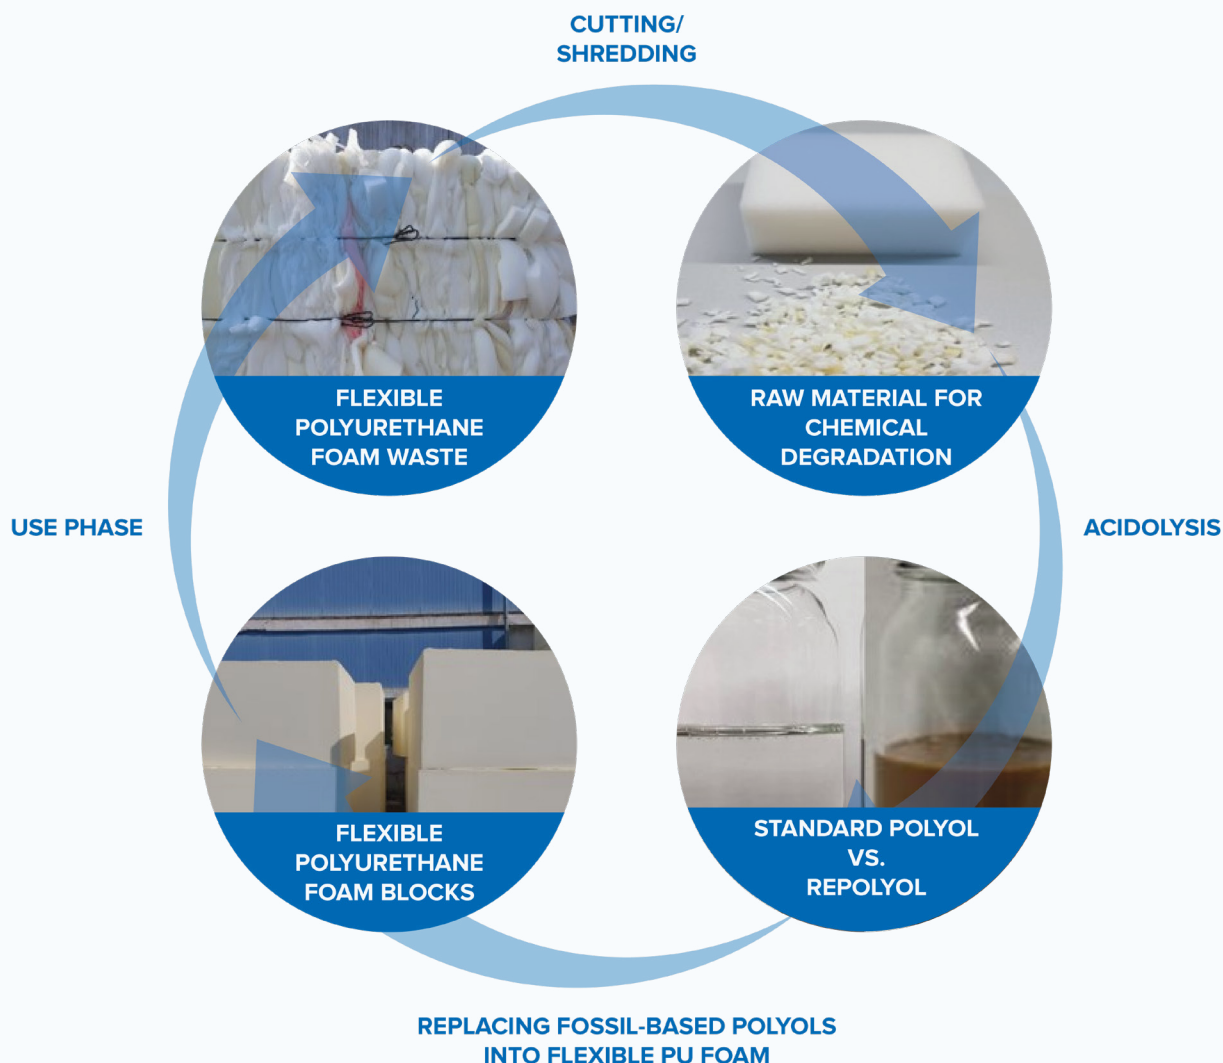 CUTTING/
SHREDDING
FLEXIBLE
POLYURETHANE
FOAM WASTE
RAW MATERIAL FOR
CHEMICAL
DEGRADATION
USE PHASE
ACIDOLYSIS
FLEXIBLE
POLYURETHANE
FOAM BLOCKS
STANDARD POLYOL
VS.
REPOLYOL
REPLACING FOSSIL-BASED POLYOLS
INTO FLEXIBLE PU FOAM